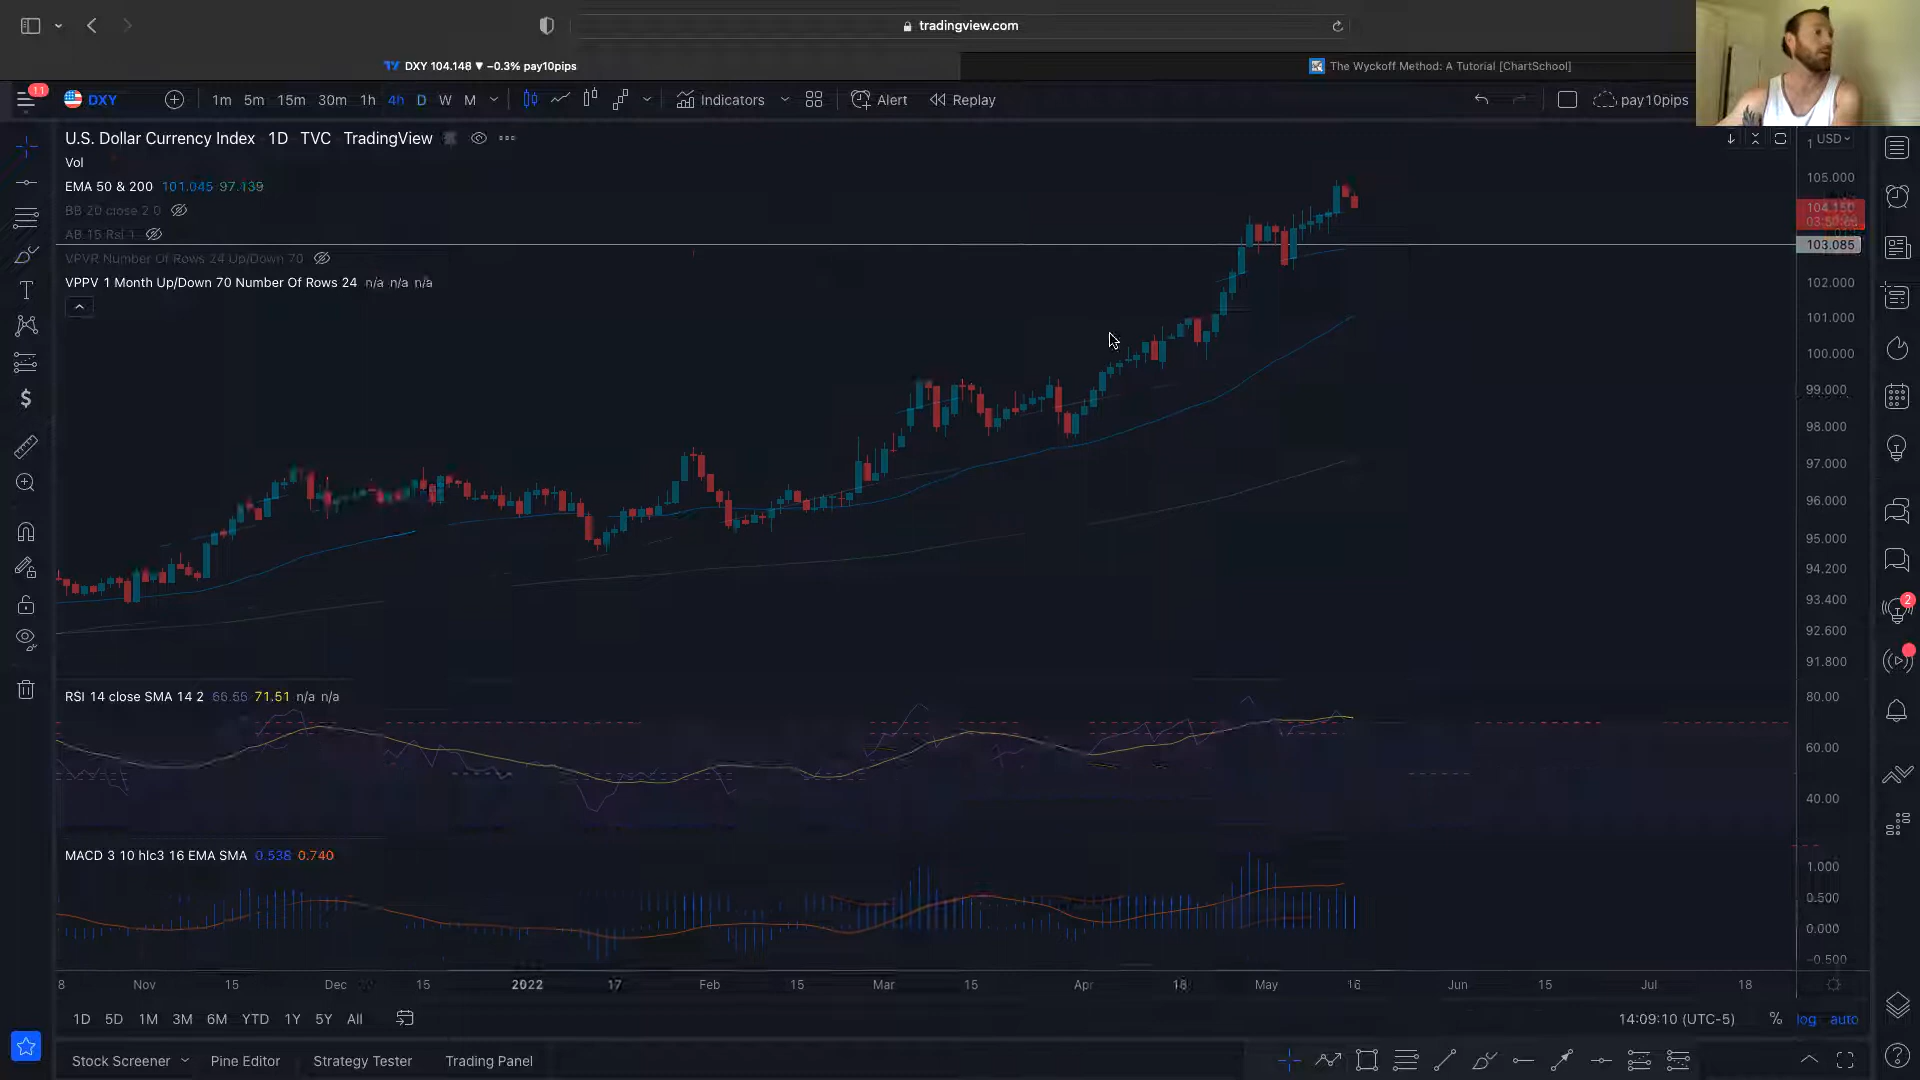 tradingview.com
DXY 104.148 ▼ −0.3% pay10pips
The Wyckoff Method: A Tutorial [ChartSchool]
11
DXY 1m 5m 15m 30m 1h 4h D W M Indicators Alert Replay pay10pips
U.S. Dollar Currency Index · 1D · TVC · TradingView
Vol
EMA 50 & 200 101.045 97.139
BB 20 close 2 0
AB 15 Rsi 1
VPVR Number Of Rows 24 Up/Down 70
VPPV 1 Month Up/Down 70 Number Of Rows 24 n/a n/a n/a
USD
105.000
104.150
103.085
102.000
101.000
100.000
99.000
98.000
97.000
96.000
95.000
94.200
93.400
92.600
91.800
2
RSI 14 close SMA 14 2 66.55 71.51 n/a n/a
80.00
60.00
40.00
MACD 3 10 hlc3 16 EMA SMA 0.538 0.740
1.000
0.500
0.000
−0.500
8 Nov 15 Dec 15 2022 17 Feb 15 Mar 15 Apr 18 May 16 Jun 15 Jul 18
1D 5D 1M 3M 6M YTD 1Y 5Y All
14:09:10 (UTC-5) % log auto
Stock Screener Pine Editor Strategy Tester Trading Panel